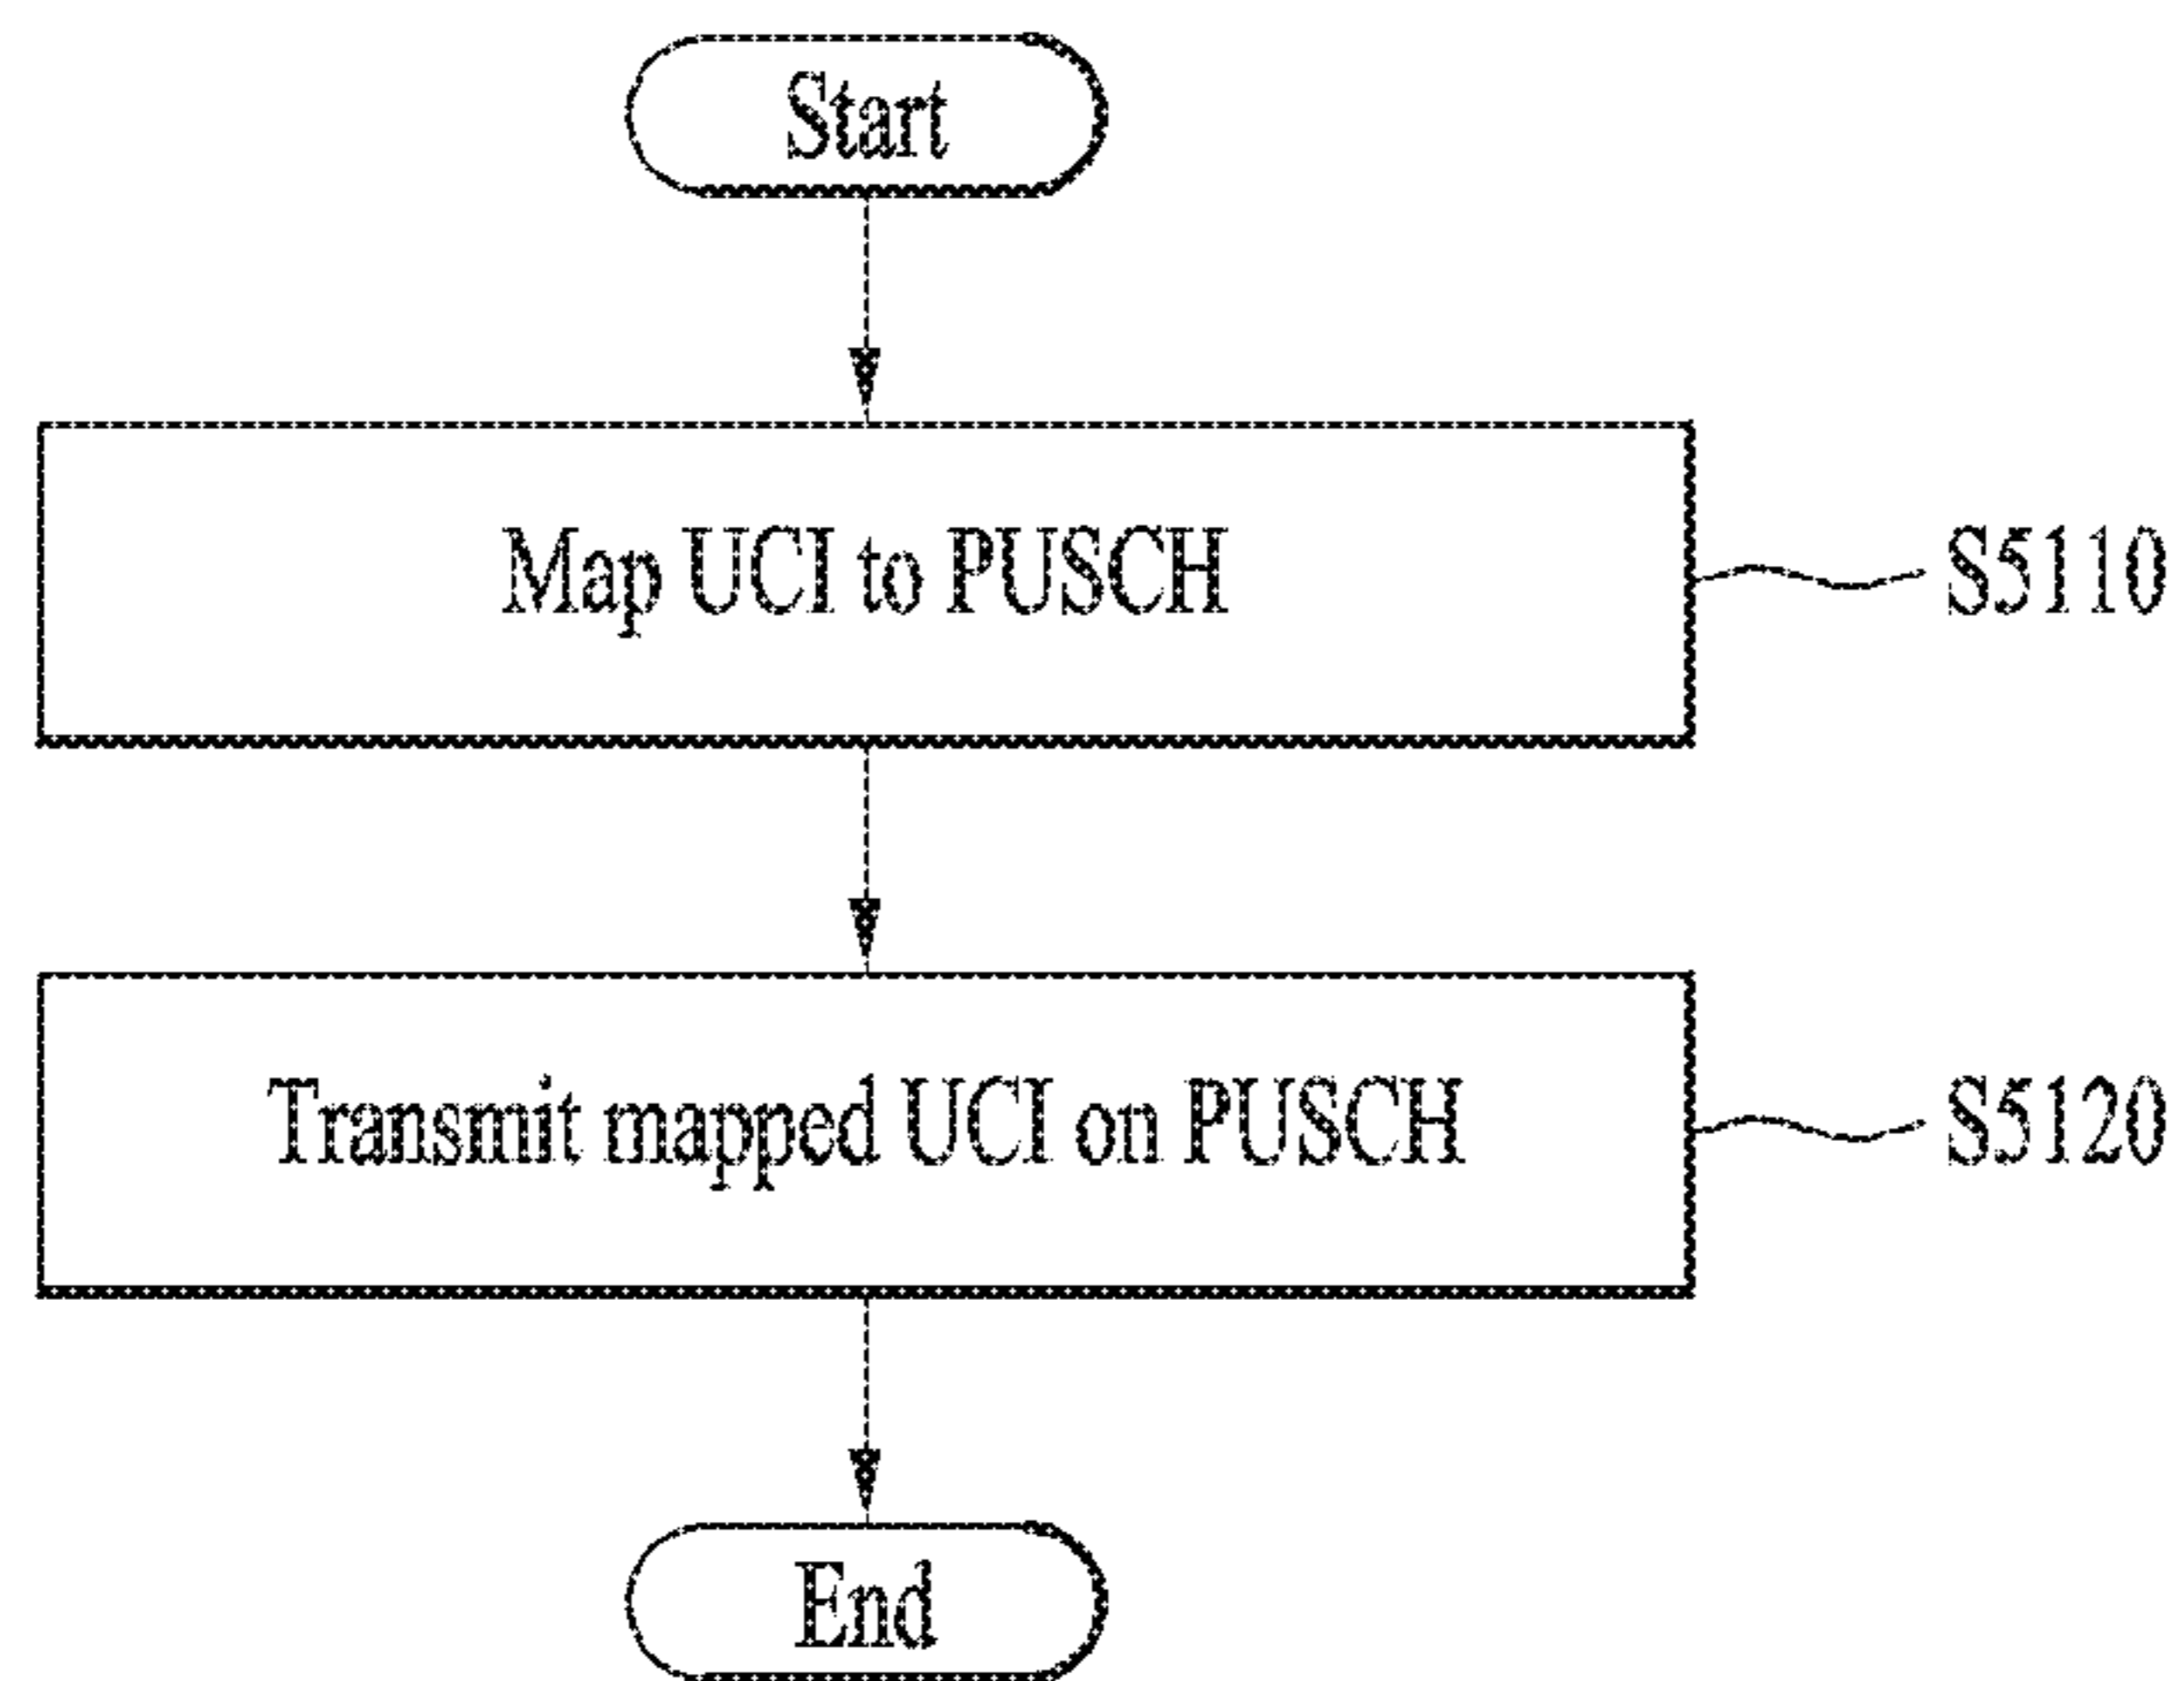 Start
Map UCI to PUSCH
S5110
Transmit mapped UCI on PUSCH
S5120
End